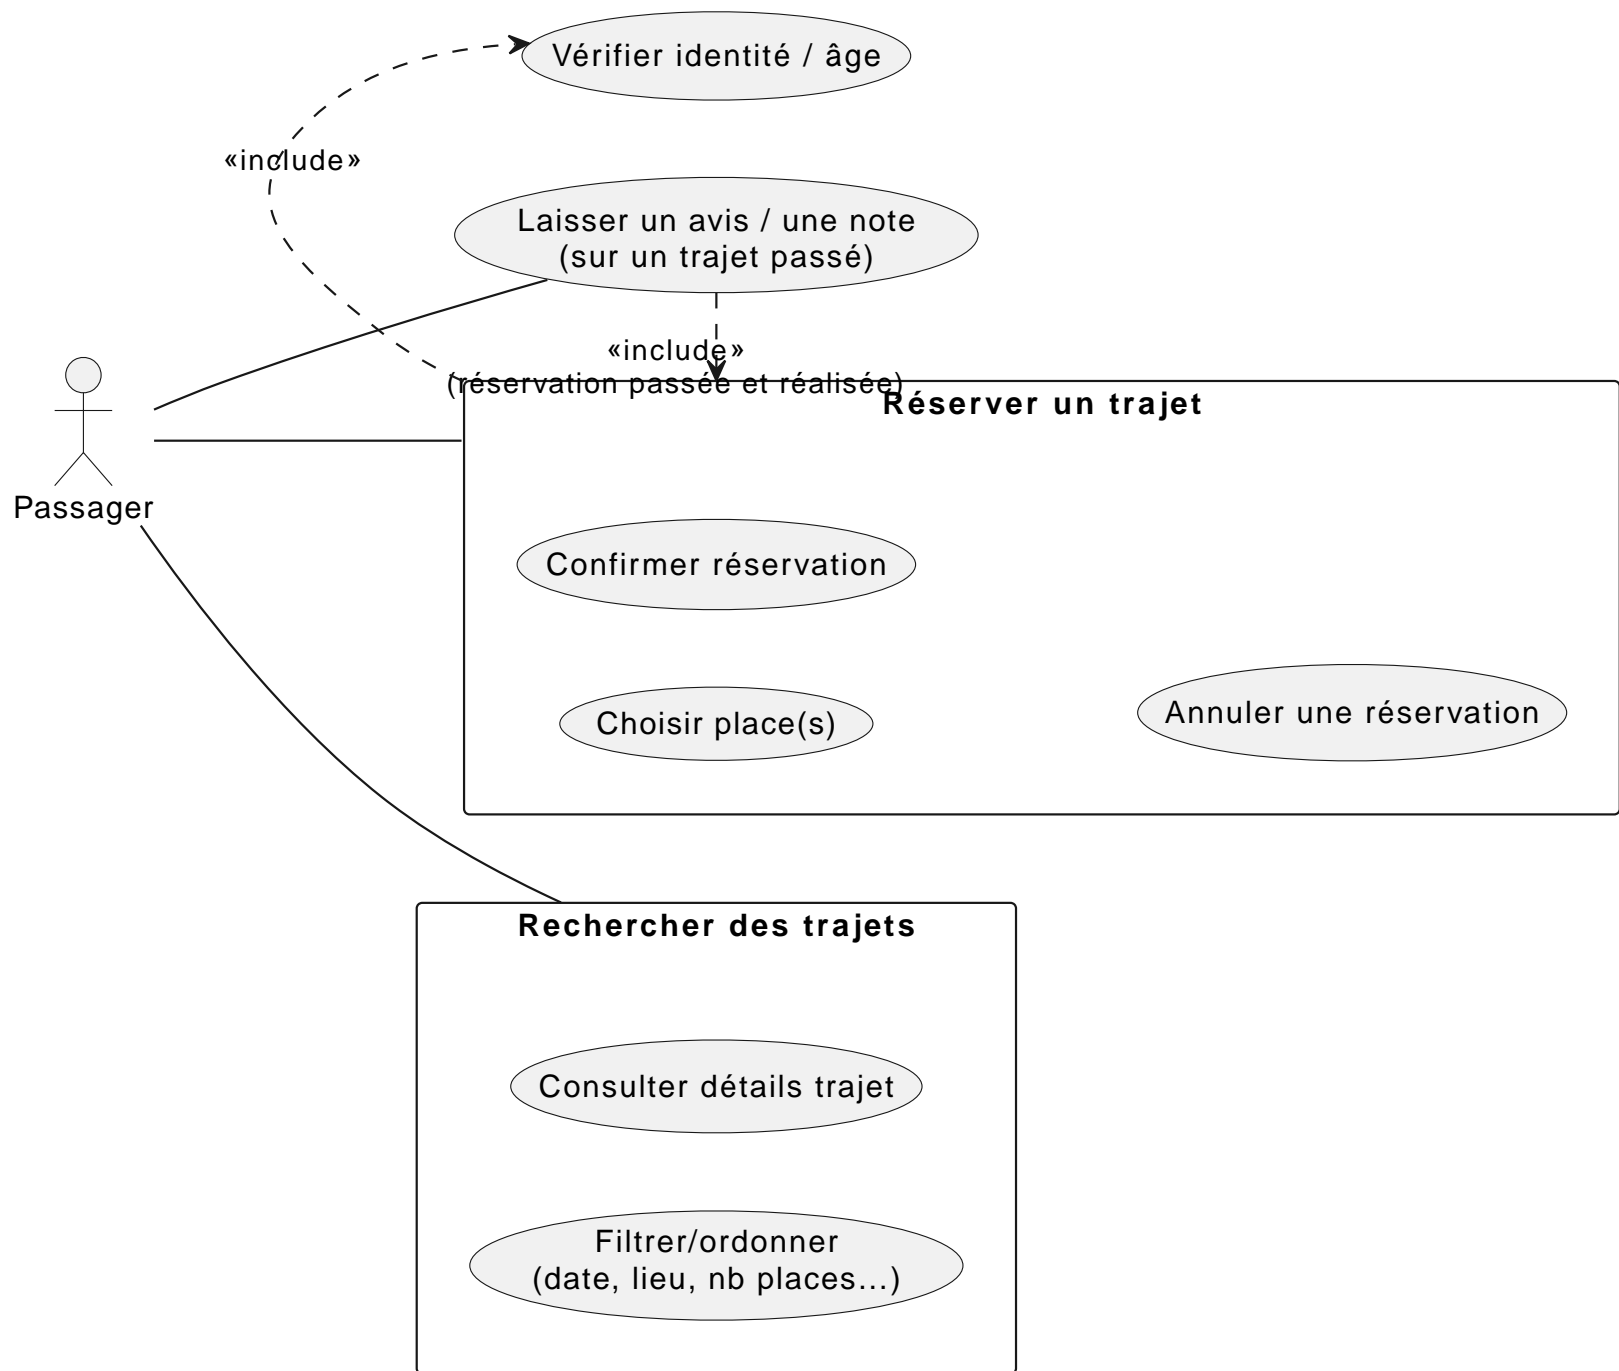 Vérifier identité / âge
«include»
Laisser un avis / une note
(sur un trajet passé)
«include»
(réservation passée et réalisée)
Réserver un trajet
Passager
Confirmer réservation
Choisir place(s)
Annuler une réservation
Rechercher des trajets
Consulter détails trajet
Filtrer/ordonner
(date, lieu, nb places...)